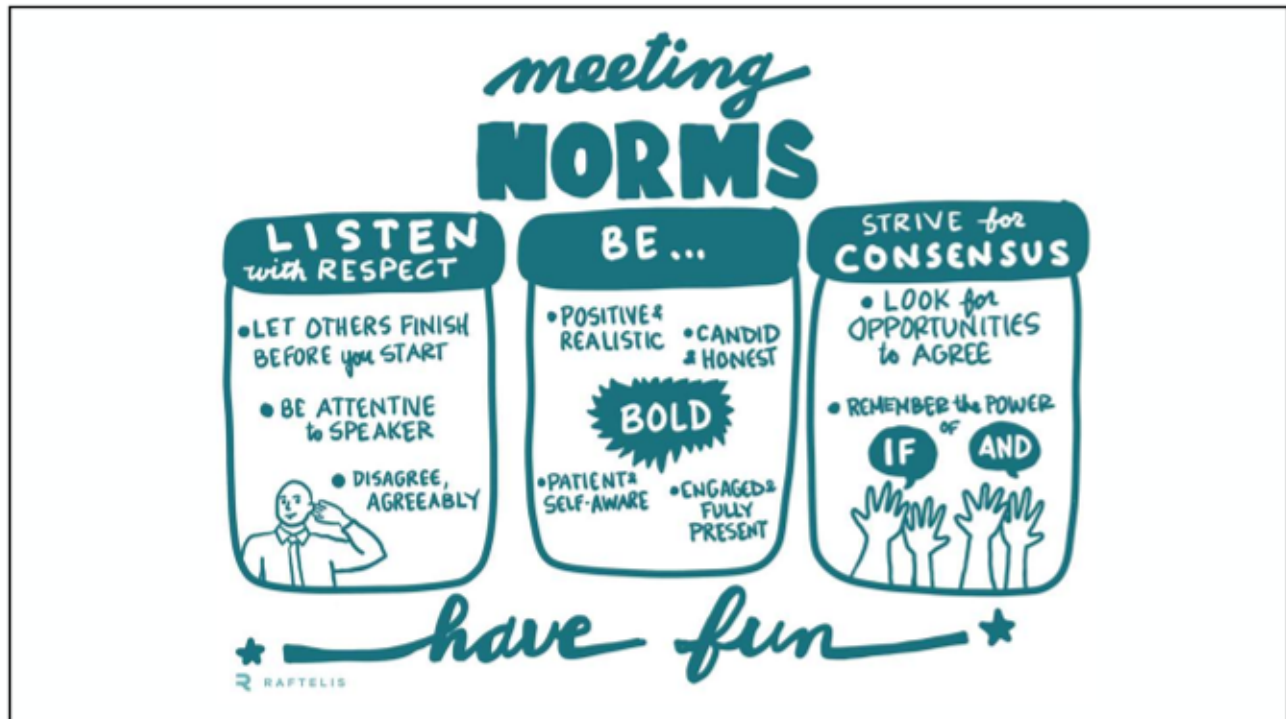 meeting
NORMS
LISTEN
with RESPECT
• LET OTHERS FINISH
BEFORE you START
• BE ATTENTIVE
to SPEAKER
• DISAGREE,
AGREEABLY
BE...
• POSITIVE &
REALISTIC
• CANDID
& HONEST
BOLD
• PATIENT &
SELF-AWARE
• ENGAGED &
FULLY
PRESENT
STRIVE for
CONSENSUS
• LOOK for
OPPORTUNITIES
to AGREE
• REMEMBER the POWER
OF
IF AND
have fun
RAFTELIS